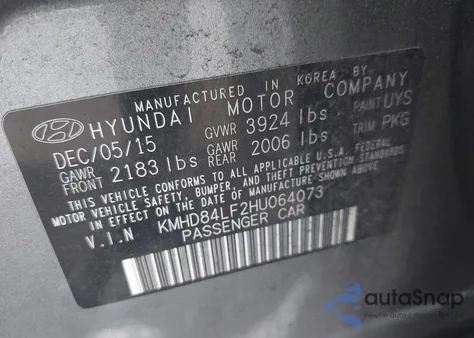 MANUFACTURED IN KOREA BY
HYUNDAI MOTOR COMPANY
DEC/05/15 GVWR 3924 lbs PAINT UYS
GAWR FRONT 2183 lbs GAWR REAR 2006 lbs TRIM PKG
THIS VEHICLE CONFORMS TO ALL APPLICABLE U.S.A. FEDERAL
MOTOR VEHICLE SAFETY, BUMPER, AND THEFT PREVENTION STANDARDS
IN EFFECT ON THE DATE OF MANUFACTURE SHOWN ABOVE.
V.I.N KMHD84LF2HU064073
PASSENGER CAR
autoSnap